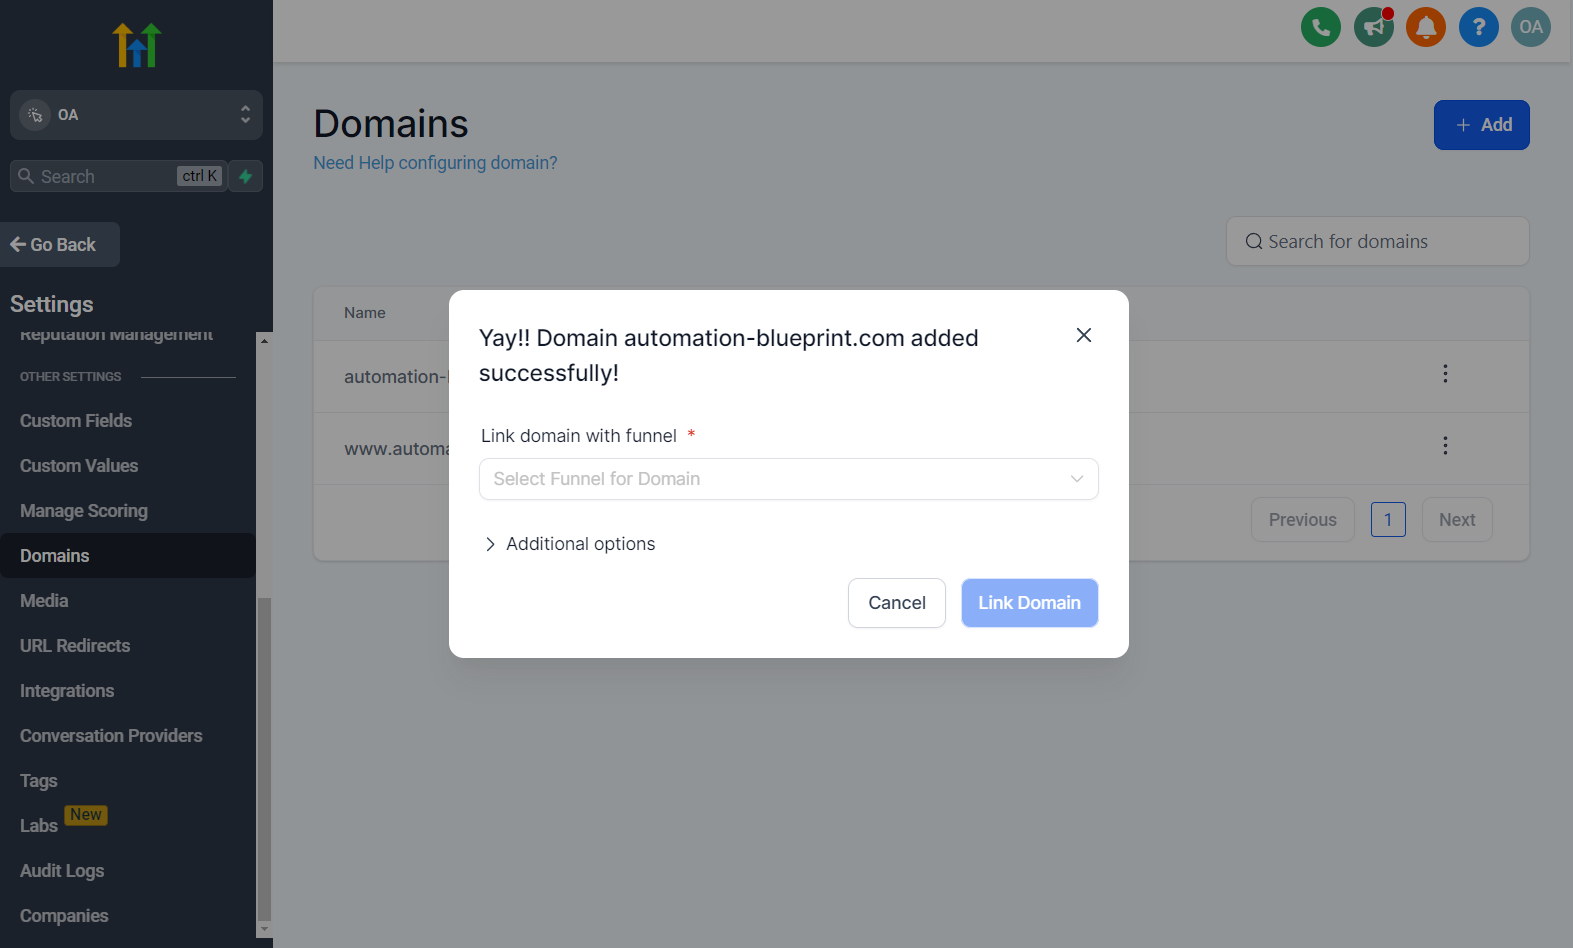 OA
Search
ctrl K
Go Back
Settings
Reputation Management
OTHER SETTINGS
Custom Fields
Custom Values
Manage Scoring
Domains
Media
URL Redirects
Integrations
Conversation Providers
Tags
Labs New
Audit Logs
Companies
?
OA
Domains
Need Help configuring domain?
+ Add
Search for domains
Name
automation-
www.automa
Previous
1
Next
Yay!! Domain automation-blueprint.com added
successfully!
Link domain with funnel *
Select Funnel for Domain
Additional options
Cancel
Link Domain